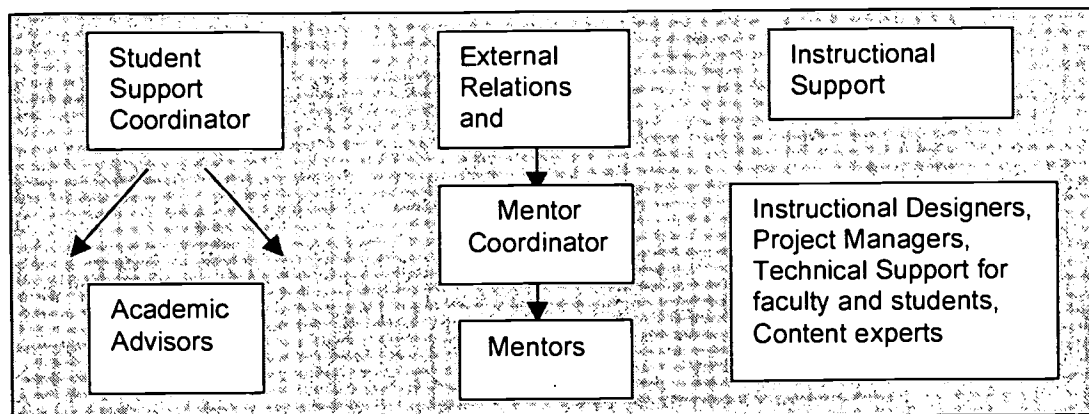 Student
Support
Coordinator
External
Relations
and
Instructional
Support
Mentor
Coordinator
Instructional Designers,
Project Managers,
Technical Support for
faculty and students,
Content experts
Academic
Advisors
Mentors